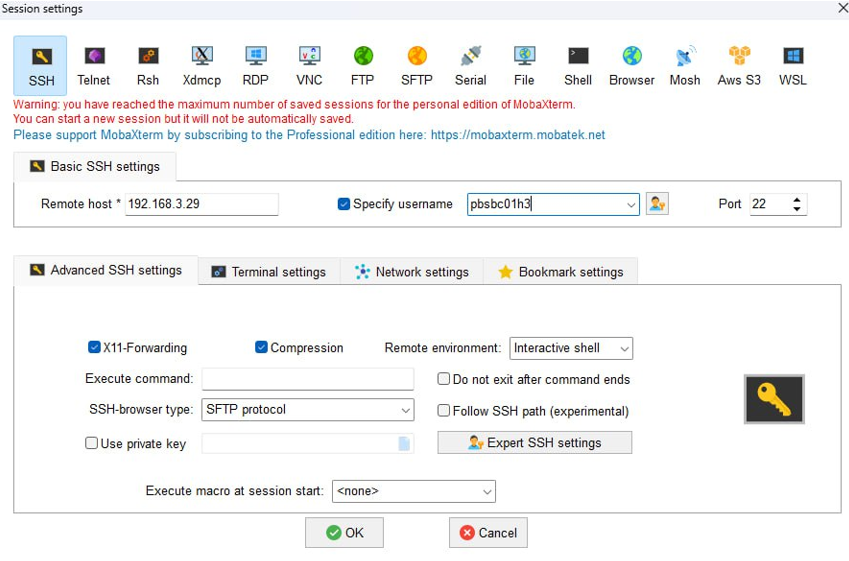 Session settings
SSH Telnet Rsh Xdmcp RDP VNC FTP SFTP Serial File Shell Browser Mosh Aws S3 WSL
Warning: you have reached the maximum number of saved sessions for the personal edition of MobaXterm.
You can start a new session but it will not be automatically saved.
Please support MobaXterm by subscribing to the Professional edition here: https://mobaxterm.mobatek.net
Basic SSH settings
Remote host * 192.168.3.29 Specify username pbsbc01h3 Port 22
Advanced SSH settings Terminal settings Network settings Bookmark settings
X11-Forwarding Compression Remote environment: Interactive shell
Execute command: Do not exit after command ends
SSH-browser type: SFTP protocol Follow SSH path (experimental)
Use private key Expert SSH settings
Execute macro at session start: <none>
OK Cancel